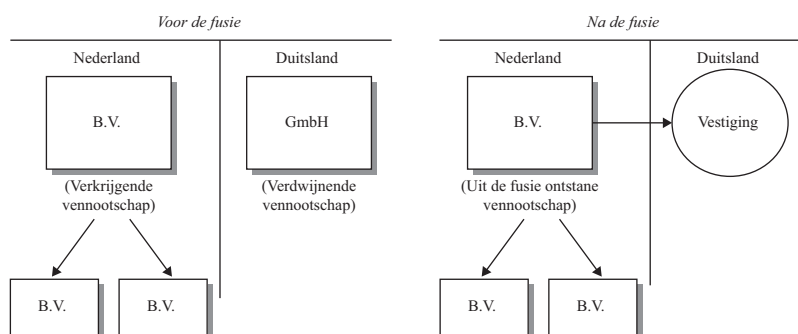 Voor de fusie
Nederland
Duitsland
B.V.
GmbH
(Verkrijgende
vennootschap)
(Verdwijnende
vennootschap)
B.V.
B.V.
Na de fusie
Nederland
Duitsland
B.V.
Vestiging
(Uit de fusie ontstane
vennootschap)
B.V.
B.V.